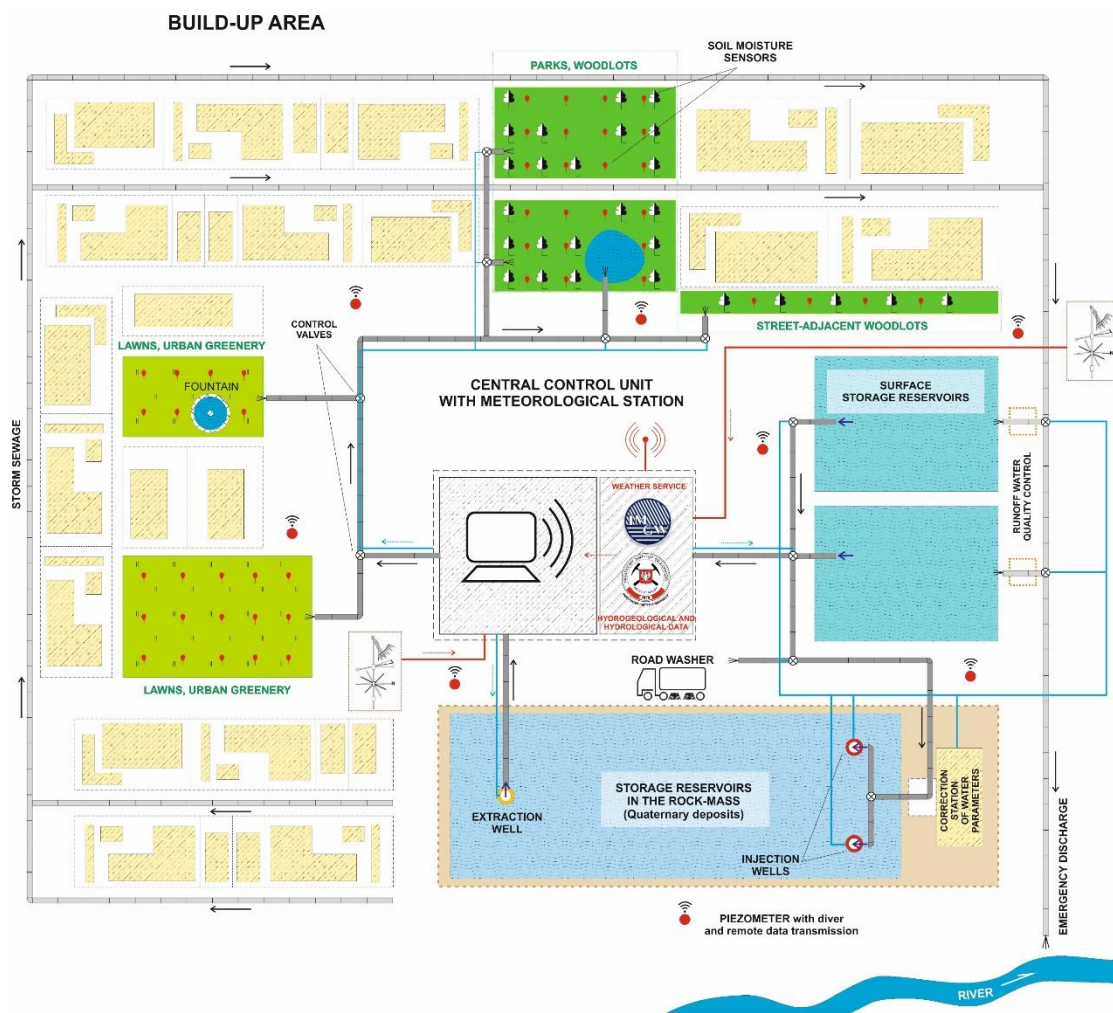 BUILD-UP AREA
SOIL MOISTURE
SENSORS
PARKS, WOODLOTS
CONTROL
VALVES
LAWNS, URBAN GREENERY
FOUNTAIN
STREET-ADJACENT WOODLOTS
CENTRAL CONTROL UNIT
WITH METEOROLOGICAL STATION
SURFACE
STORAGE RESERVOIRS
STORM SEWAGE
RUNOFF WATER
QUALITY CONTROL
WEATHER SERVICE
HYDROGEOLOGICAL AND
HYDROLOGICAL DATA
LAWNS, URBAN GREENERY
ROAD WASHER
STORAGE RESERVOIRS
IN THE ROCK-MASS
(Quaternary deposits)
EXTRACTION
WELL
INJECTION
WELLS
CORRECTION
STATION
OF WATER
PARAMETERS
EMERGENCY DISCHARGE
PIEZOMETER with diver
and remote data transmission
RIVER